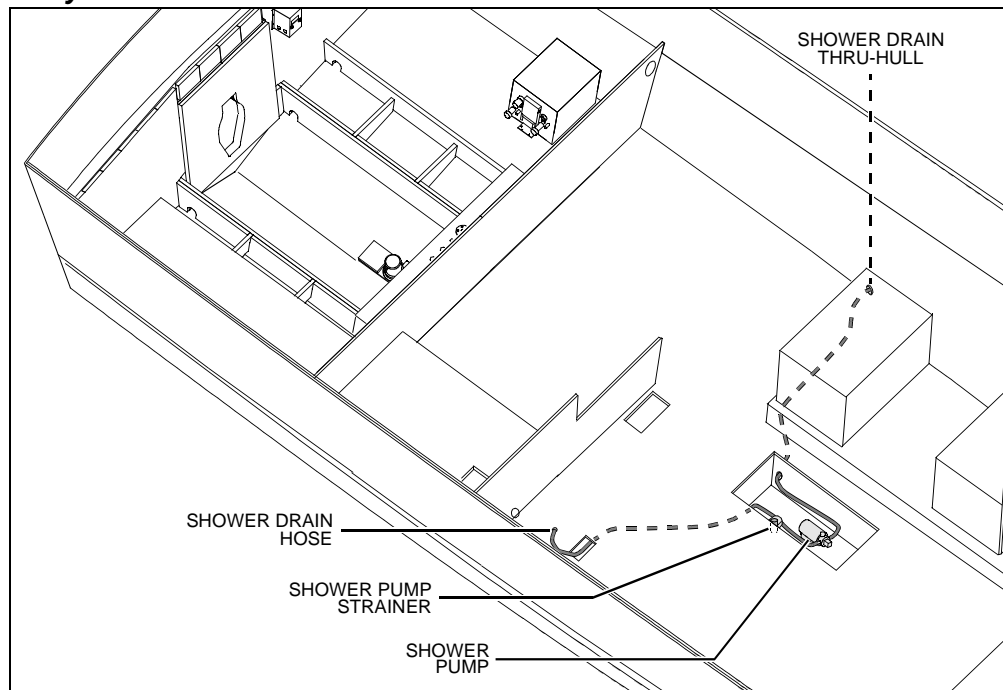 SHOWER DRAIN
THRU-HULL
SHOWER DRAIN
HOSE
SHOWER PUMP
STRAINER
SHOWER
PUMP